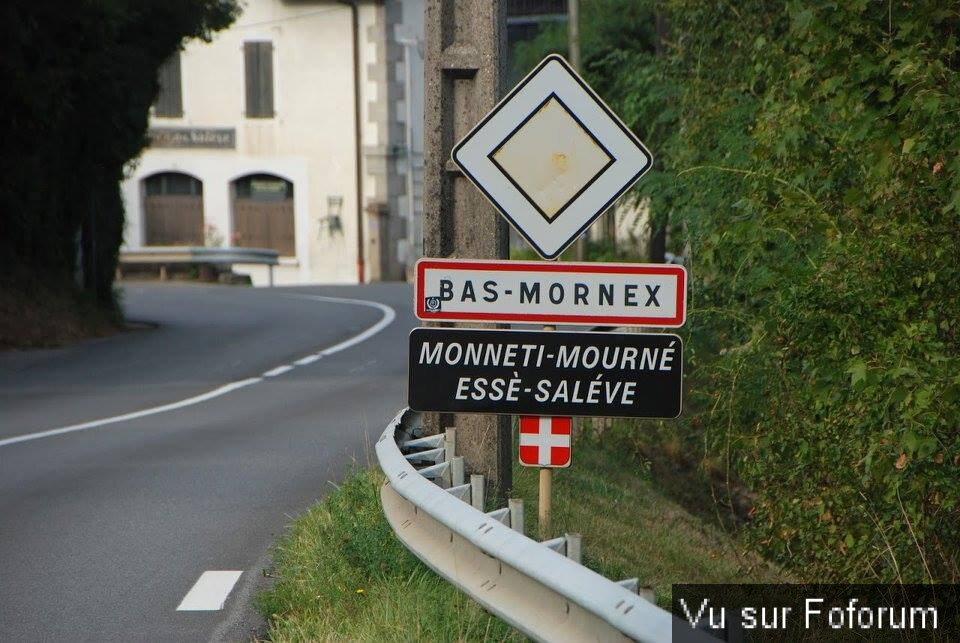 BAS-MORNEX
MONNETI-MOURNÉ
ESSÈ-SALÉVE
Vu sur Foforum